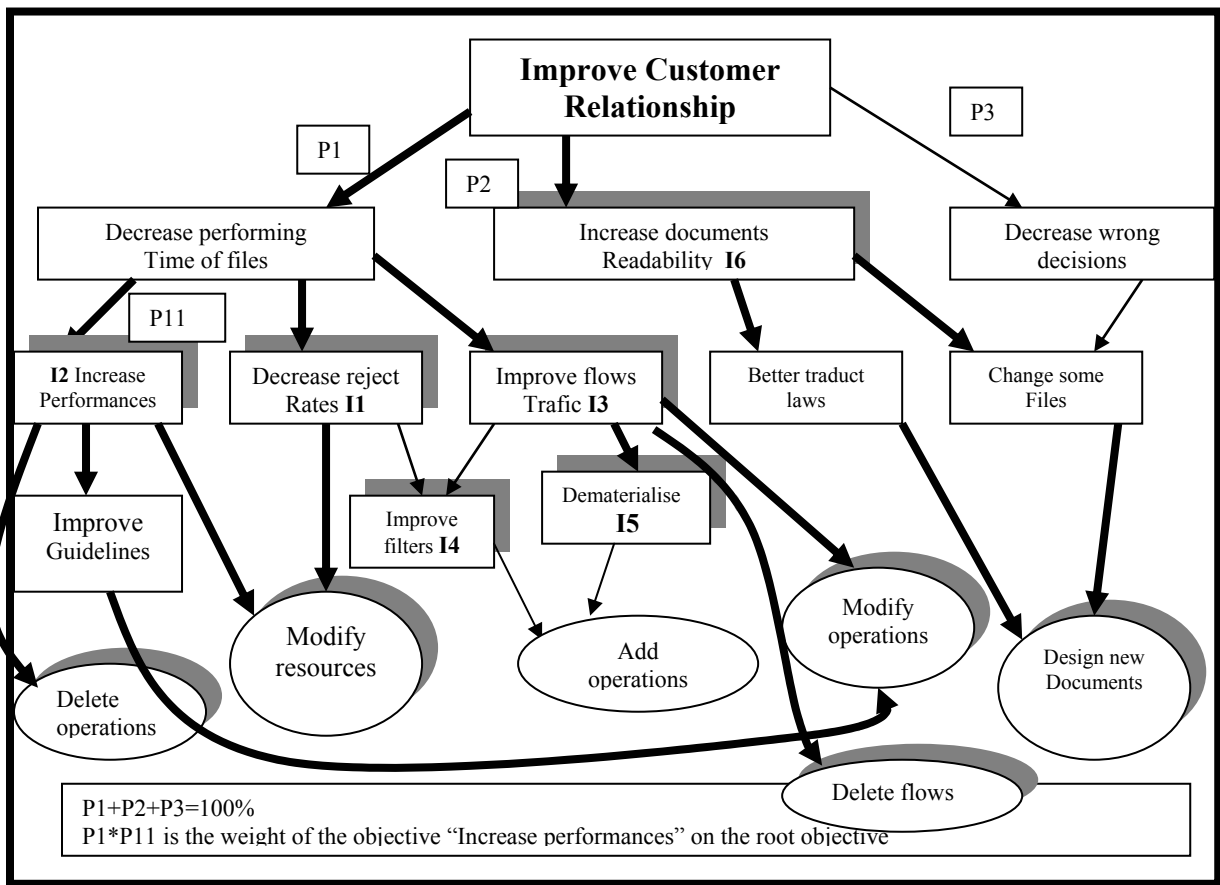 Improve Customer
Relationship
P3
P1
P2
Decrease performing
Time of files
Increase documents
Readability I6
Decrease wrong
decisions
P11
I2 Increase
Performances
Decrease reject
Rates I1
Improve flows
Trafic I3
Better traduct
laws
Change some
Files
Improve
Guidelines
Improve
filters I4
Dematerialise
I5
Modify
operations
Modify
resources
Add
operations
Design new
Documents
Delete
operations
Delete flows
P1+P2+P3=100%
P1*P11 is the weight of the objective “Increase performances” on the root objective